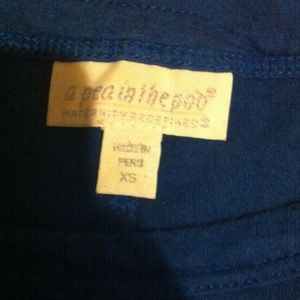 a pea in the pod®
MATERNITY REDEFINED
MADE IN
PERU
XS